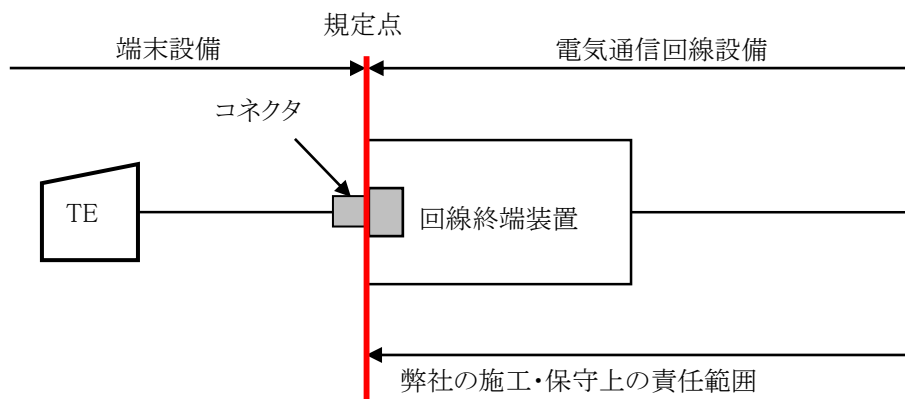 規定点
端末設備
電気通信回線設備
コネクタ
TE
回線終端装置
弊社の施工・保守上の責任範囲